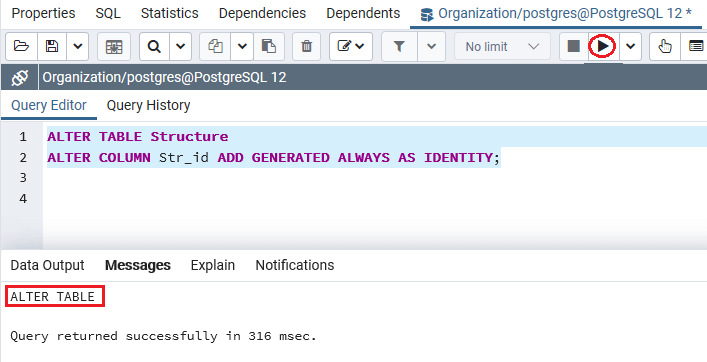 Properties SQL Statistics Dependencies Dependents Organization/postgres@PostgreSQL 12 *
No limit
Organization/postgres@PostgreSQL 12
Query Editor Query History
1 ALTER TABLE Structure
2 ALTER COLUMN Str_id ADD GENERATED ALWAYS AS IDENTITY;
3
4
Data Output Messages Explain Notifications
ALTER TABLE
Query returned successfully in 316 msec.